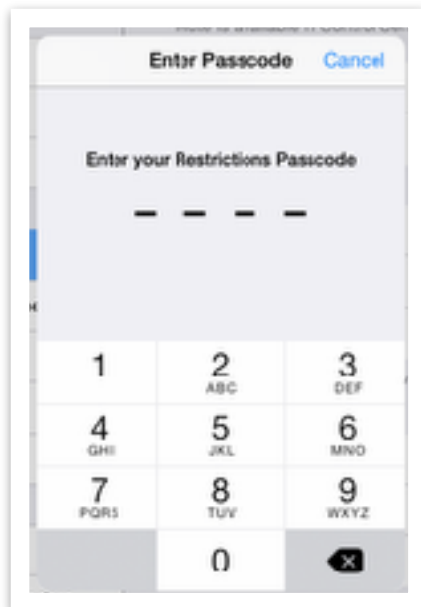 Enter Passcode Cancel
Enter your Restrictions Passcode
1 2 3
ABC DEF
4 5 6
GHI JKL MNO
7 8 9
PQRS TUV WXYZ
0